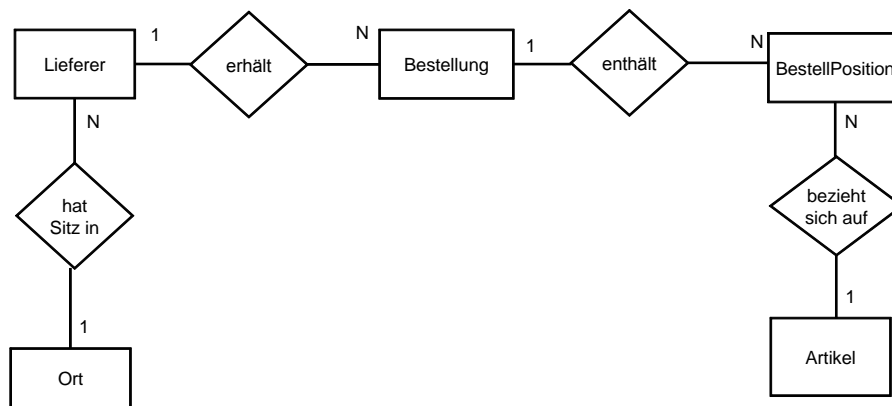 1
N
1
N
Lieferer
erhält
Bestellung
enthält
BestellPosition
N
N
hat
Sitz in
bezieht
sich auf
1
1
Ort
Artikel